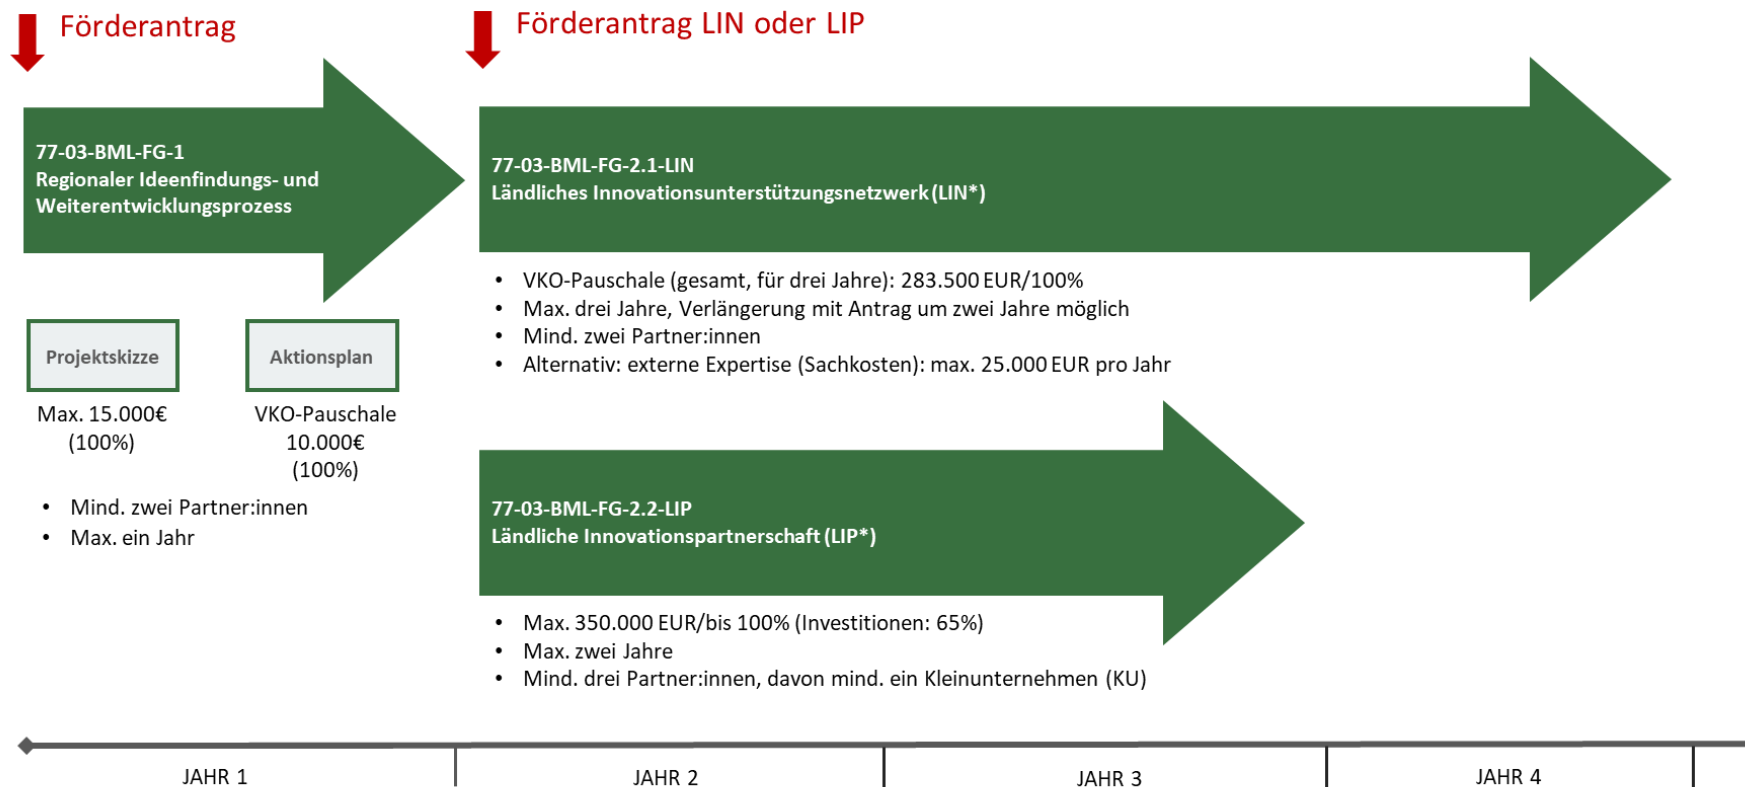 Förderantrag
Förderantrag LIN oder LIP
77-03-BML-FG-1
Regionaler Ideenfindungs- und
Weiterentwicklungsprozess
77-03-BML-FG-2.1-LIN
Ländliches Innovationsunterstützungsnetzwerk (LIN*)
• VKO-Pauschale (gesamt, für drei Jahre): 283.500 EUR/100%
• Max. drei Jahre, Verlängerung mit Antrag um zwei Jahre möglich
• Mind. zwei Partner:innen
• Alternativ: externe Expertise (Sachkosten): max. 25.000 EUR pro Jahr
Projektskizze
Aktionsplan
Max. 15.000€
(100%)
VKO-Pauschale
10.000€
(100%)
• Mind. zwei Partner:innen
• Max. ein Jahr
77-03-BML-FG-2.2-LIP
Ländliche Innovationspartnerschaft (LIP*)
• Max. 350.000 EUR/bis 100% (Investitionen: 65%)
• Max. zwei Jahre
• Mind. drei Partner:innen, davon mind. ein Kleinunternehmen (KU)
JAHR 1
JAHR 2
JAHR 3
JAHR 4